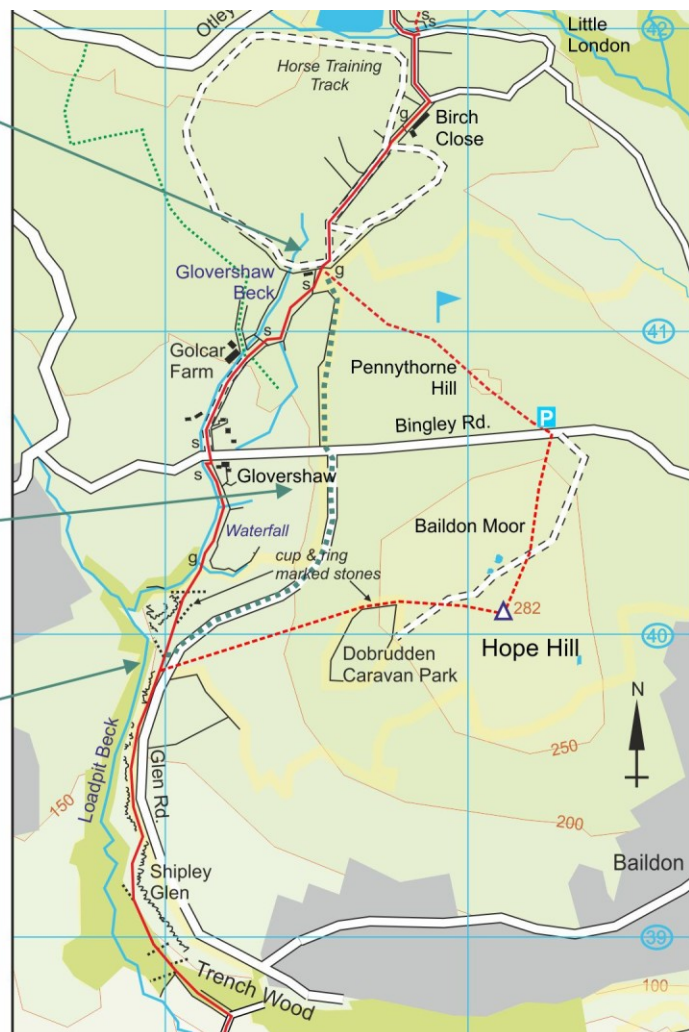 Otley
s
s
42
Little
London
Horse Training
Track
g
Birch
Close
Glovershaw
Beck
g
s
s
41
Golcar
Farm
Pennythorne
Hill
P
Bingley Rd.
s
s
Glovershaw
Baildon Moor
Waterfall
g
cup & ring
marked stones
282
40
Hope Hill
Dobrudden
Caravan Park
N
Loadpit Beck
Glen Rd.
150
250
200
Shipley
Glen
Baildon
39
Trench Wood
100